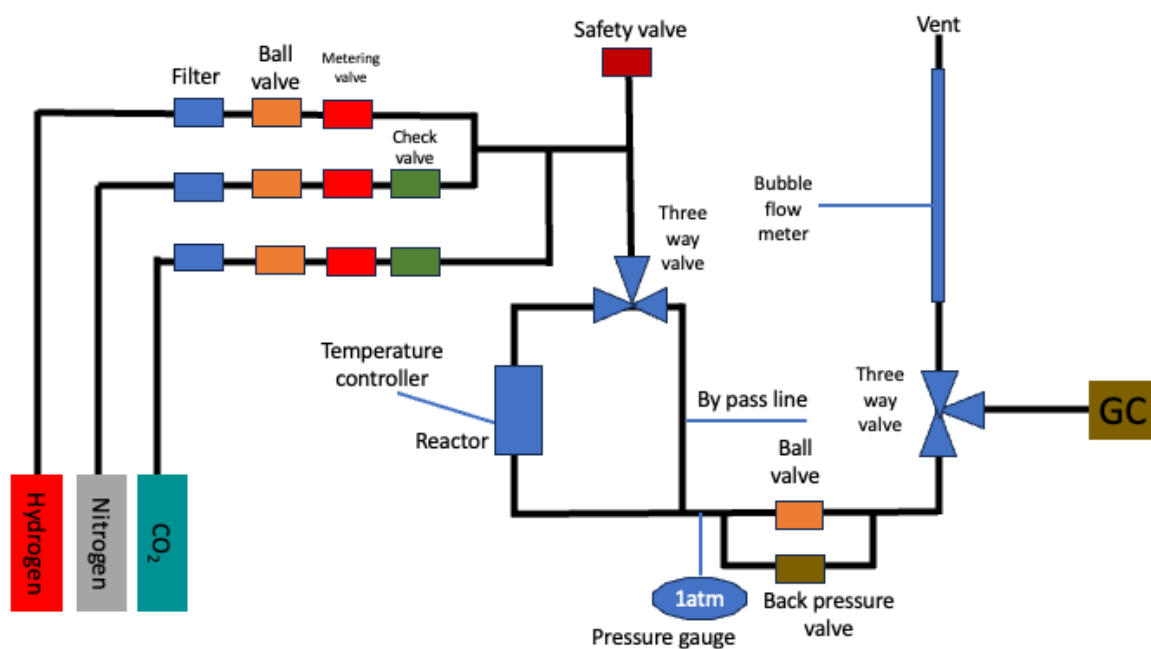 Safety valve
Vent
Filter
Ball
valve
Metering
valve
Check
valve
Bubble
flow
meter
Three
way
valve
Temperature
controller
Reactor
By pass line
Three
way
valve
GC
Ball
valve
Hydrogen
Nitrogen
CO₂
1atm
Pressure gauge
Back pressure
valve